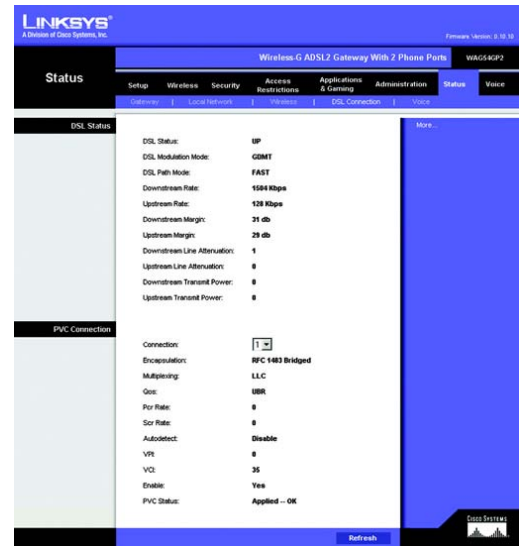 LINKSYS®
A Division of Cisco Systems, Inc.
Firmware Version: 0.10.10
Wireless-G ADSL2 Gateway With 2 Phone Ports WAG54GP2
Status
Setup Wireless Security Access Restrictions Applications & Gaming Administration Status Voice
Gateway | Local Network | Wireless | DSL Connection | Voice
DSL Status
More...
DSL Status: UP
DSL Modulation Mode: GDMT
DSL Path Mode: FAST
Downstream Rate: 1504 Kbps
Upstream Rate: 128 Kbps
Downstream Margin: 31 db
Upstream Margin: 29 db
Downstream Line Attenuation: 1
Upstream Line Attenuation: 0
Downstream Transmit Power: 0
Upstream Transmit Power: 0
PVC Connection
Connection: 1
Encapsulation: RFC 1483 Bridged
Multiplexing: LLC
Qos: UBR
Pcr Rate: 0
Scr Rate: 0
Autodetect: Disable
VPI: 0
VCI: 35
Enable: Yes
PVC Status: Applied -- OK
Refresh
CISCO SYSTEMS